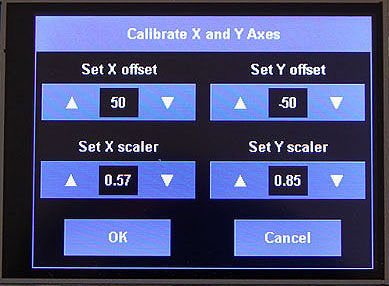 Calibrate X and Y Axes
Set X offset Set Y offset
50 -50
Set X scaler Set Y scaler
0.57 0.85
OK Cancel